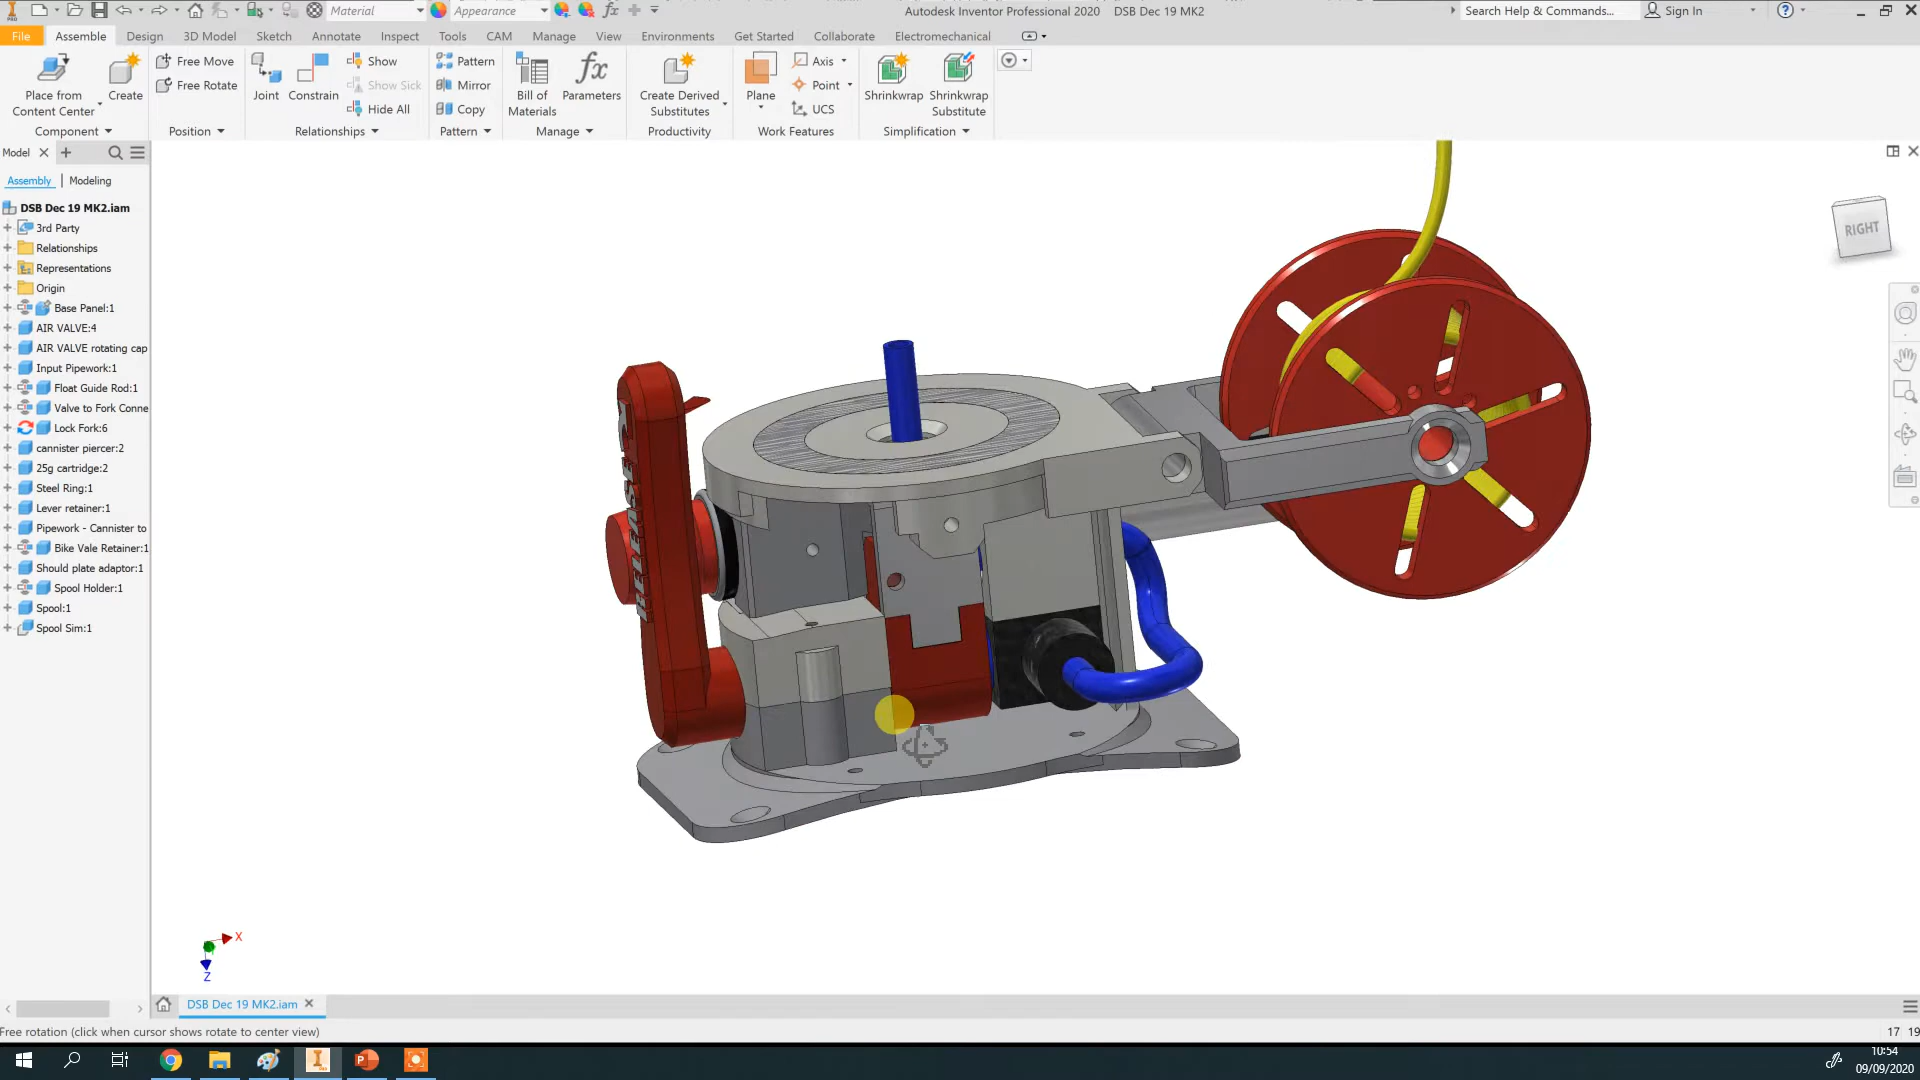 Material
Appearance
Autodesk Inventor Professional 2020 DSB Dec 19 MK2
Search Help & Commands...
Sign In
File
Assemble
Design
3D Model
Sketch
Annotate
Inspect
Tools
CAM
Manage
View
Environments
Get Started
Collaborate
Electromechanical
Place from
Content Center
Create
Component
Free Move
Free Rotate
Position
Joint
Constrain
Show
Show Sick
Hide All
Relationships
Pattern
Mirror
Copy
Pattern
Bill of
Materials
Parameters
Manage
Create Derived
Substitutes
Productivity
Plane
Axis
Point
UCS
Work Features
Shrinkwrap
Shrinkwrap
Substitute
Simplification
Model
Assembly
Modeling
DSB Dec 19 MK2.iam
3rd Party
Relationships
Representations
Origin
Base Panel:1
AIR VALVE:4
AIR VALVE rotating cap
Input Pipework:1
Float Guide Rod:1
Valve to Fork Conne
Lock Fork:6
cannister piercer:2
25g cartridge:2
Steel Ring:1
Lever retainer:1
Pipework - Cannister to
Bike Vale Retainer:1
Should plate adaptor:1
Spool Holder:1
Spool:1
Spool Sim:1
RIGHT
X
Z
DSB Dec 19 MK2.iam
Free rotation (click when cursor shows rotate to center view)
17 19
10:54
09/09/2020